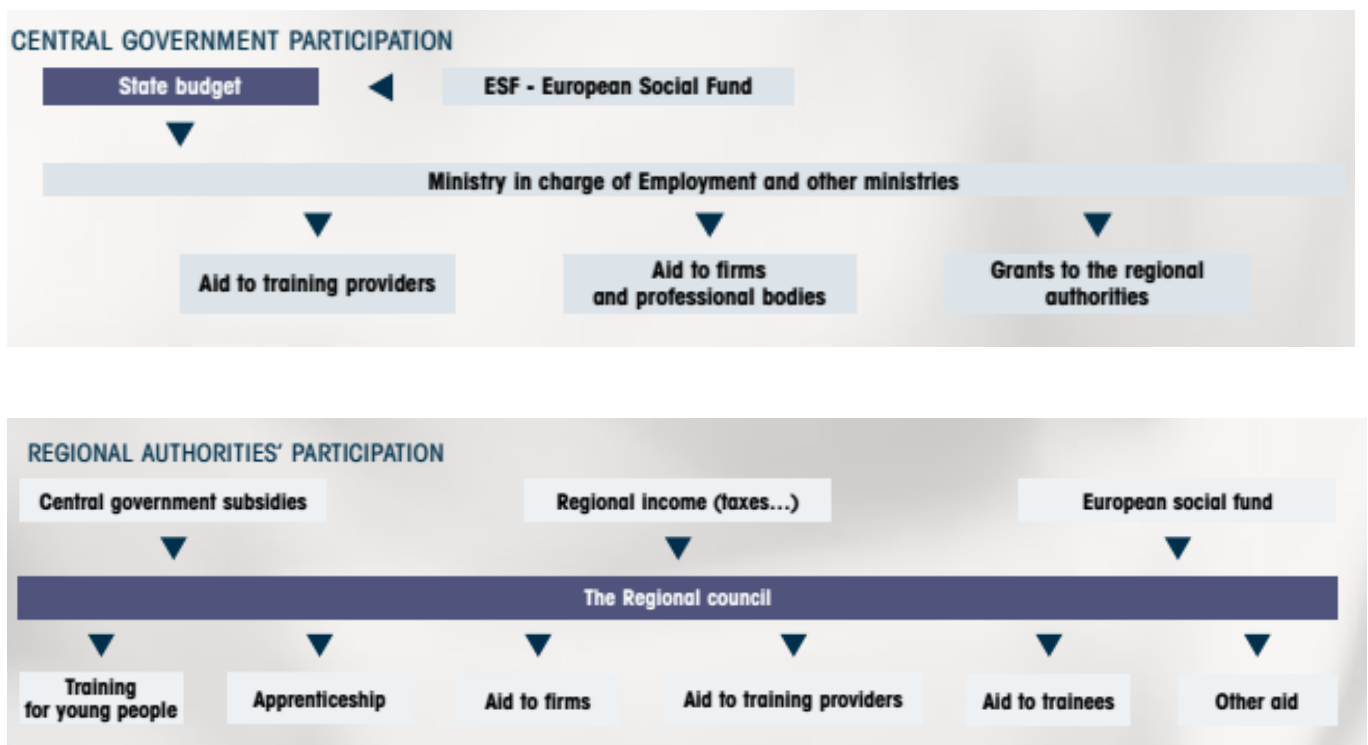 CENTRAL GOVERNMENT PARTICIPATION
State budget
ESF - European Social Fund
Ministry in charge of Employment and other ministries
Aid to training providers
Aid to firms
and professional bodies
Grants to the regional
authorities
REGIONAL AUTHORITIES' PARTICIPATION
Central government subsidies
Regional income (taxes...)
European social fund
The Regional council
Training
for young people
Apprenticeship
Aid to firms
Aid to training providers
Aid to trainees
Other aid